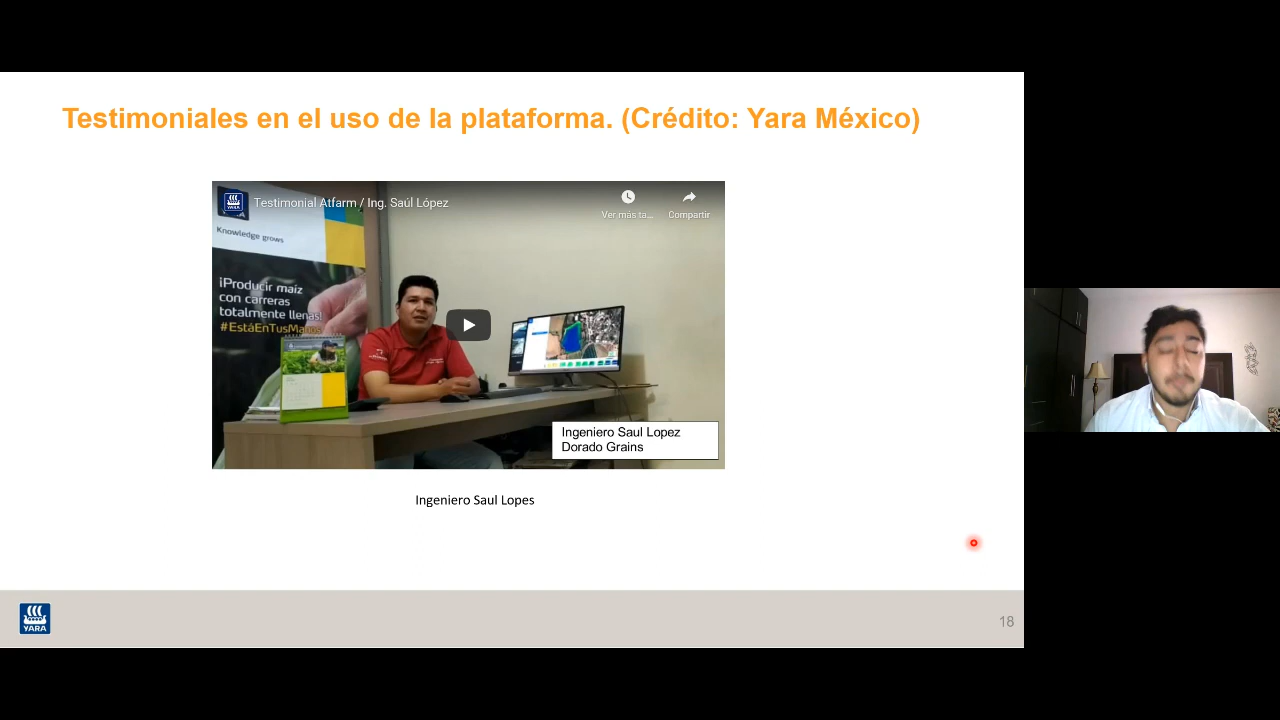 Testimoniales en el uso de la plataforma. (Crédito: Yara México)
YARA
Testimonial Atfarm / Ing. Saúl López
Ver más ta...
Compartir
Knowledge grows
¡Producir maíz
con carreras
totalmente llenas!
#EstáEnTusManos
Ingeniero Saul Lopez
Dorado Grains
Ingeniero Saul Lopes
YARA
18